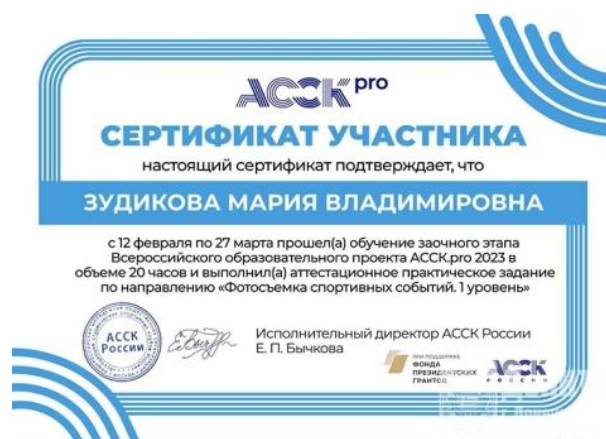 АССК pro
СЕРТИФИКАТ УЧАСТНИКА
настоящий сертификат подтверждает, что
ЗУДИКОВА МАРИЯ ВЛАДИМИРОВНА
с 12 февраля по 27 марта прошел(а) обучение заочного этапа
Всероссийского образовательного проекта АССК.pro 2023 в
объеме 20 часов и выполнил(а) аттестационное практическое задание
по направлению «Фотосъемка спортивных событий. 1 уровень»
АССК
России
Исполнительный директор АССК России
Е. П. Бычкова
ПРИ ПОДДЕРЖКЕ
ФОНДА
ПРЕЗИДЕНТСКИХ
ГРАНТОВ
АССК
РОССИИ